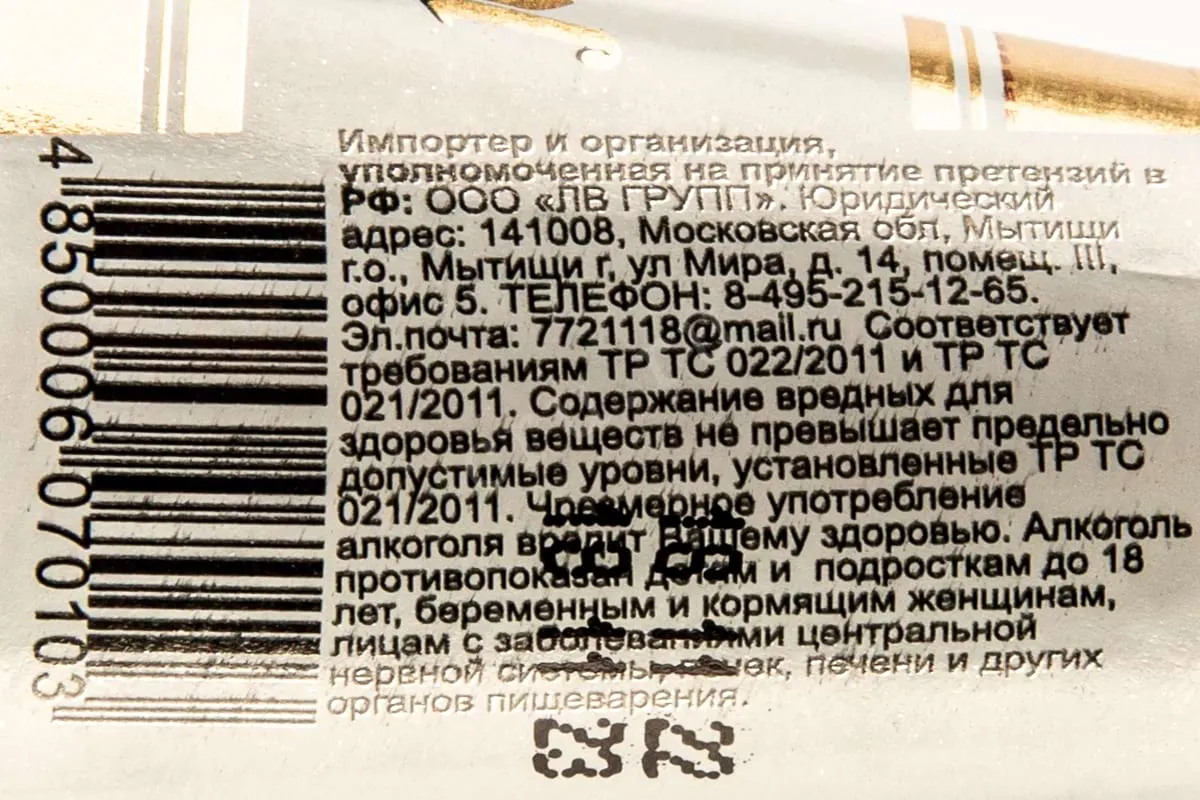 Импортер и организация,
уполномоченная на принятие претензий в
РФ: ООО «ЛВ ГРУПП». Юридический
адрес: 141008, Московская обл, Мытищи
г.о., Мытищи г, ул Мира, д. 14, помещ. III,
офис 5. ТЕЛЕФОН: 8-495-215-12-65.
Эл.почта: 7721118@mail.ru Соответствует
требованиям ТР ТС 022/2011 и ТР ТС
021/2011. Содержание вредных для
здоровья веществ не превышает предельно
допустимые уровни, установленные ТР ТС
021/2011. Чрезмерное употребление
алкоголя вредит Вашему здоровью. Алкоголь
противопоказан детям и подросткам до 18
лет, беременным и кормящим женщинам,
лицам с заболеваниями центральной
нервной системы, почек, печени и других
органов пищеварения.
4 850006 070103